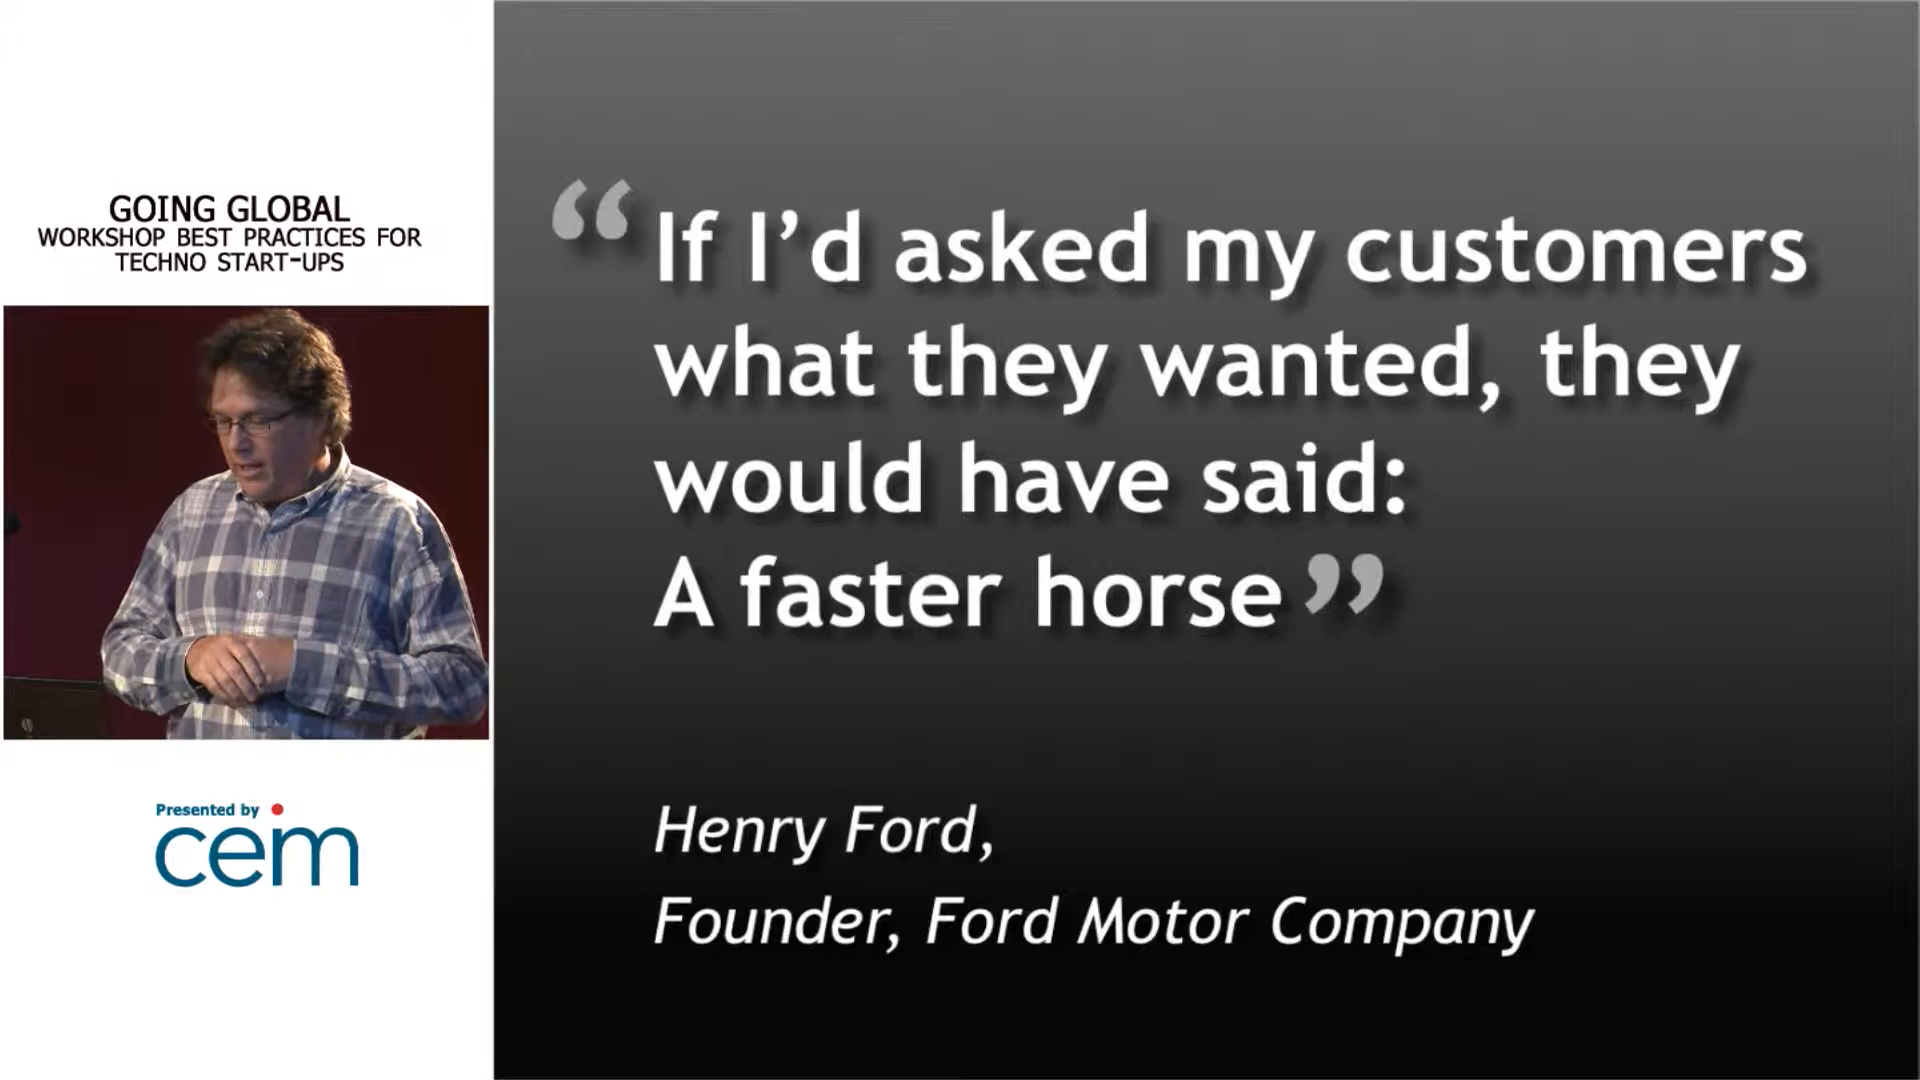 GOING GLOBAL
WORKSHOP BEST PRACTICES FOR
TECHNO START-UPS
Presented by
cem
“If I’d asked my customers
what they wanted, they
would have said:
A faster horse”
Henry Ford,
Founder, Ford Motor Company